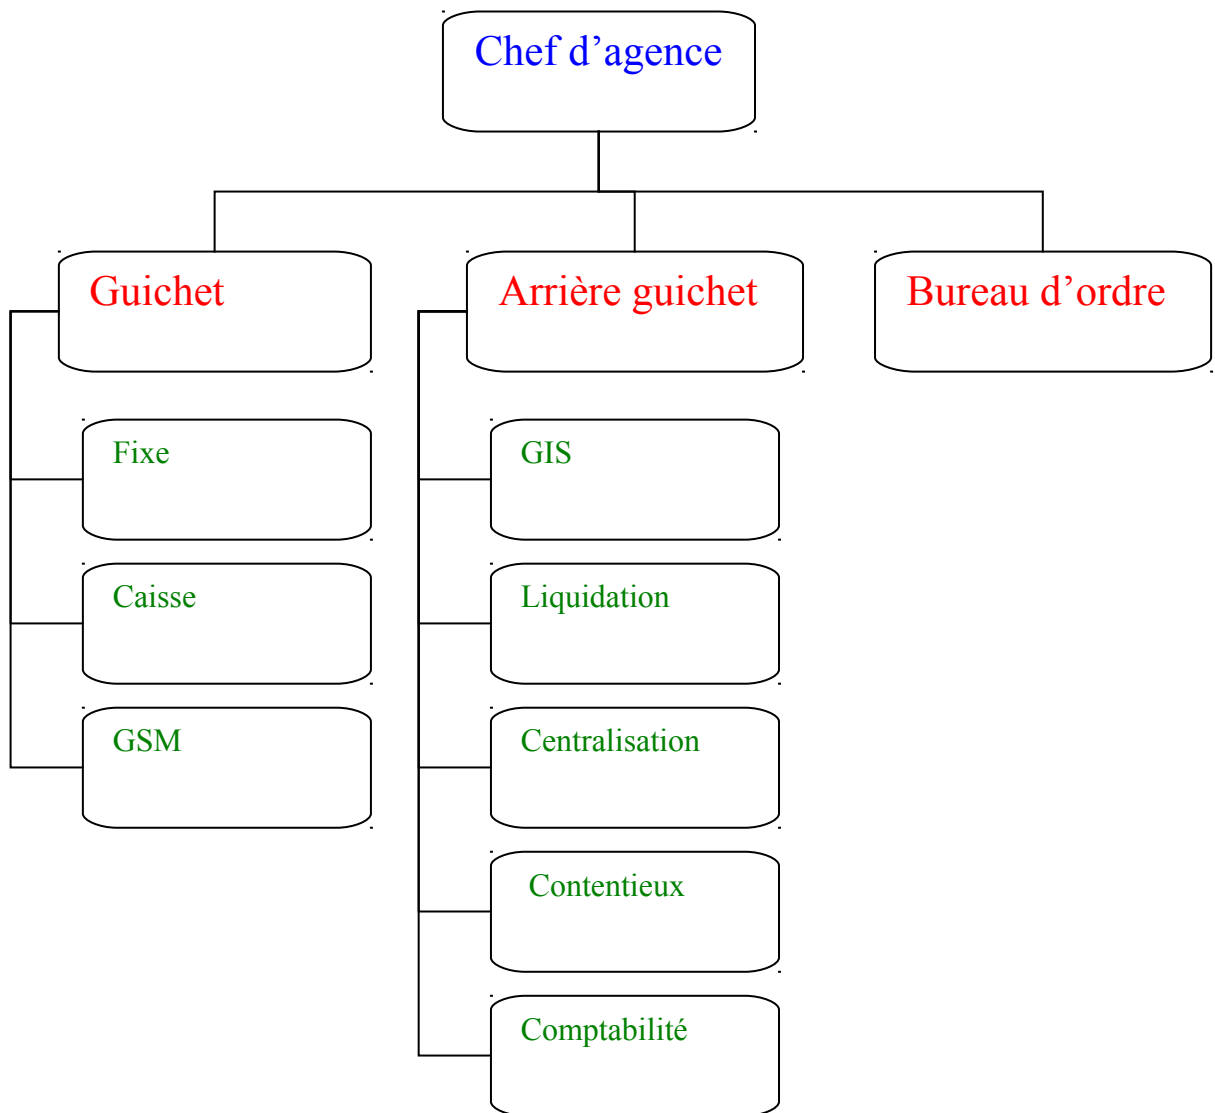 Chef d’agence
Guichet
Arrière guichet
Bureau d’ordre
Fixe
Caisse
GSM
GIS
Liquidation
Centralisation
Contentieux
Comptabilité